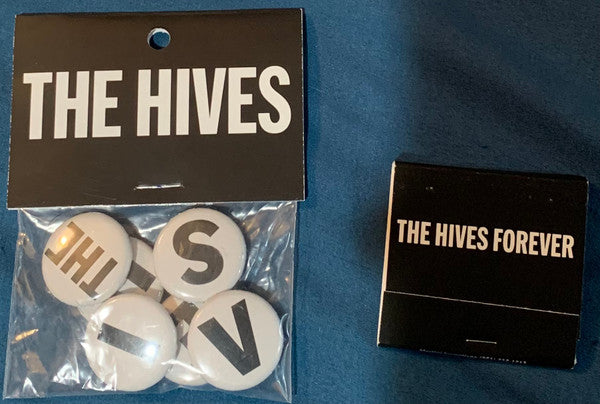 THE HIVES
THE
S
I
V
THE HIVES FOREVER